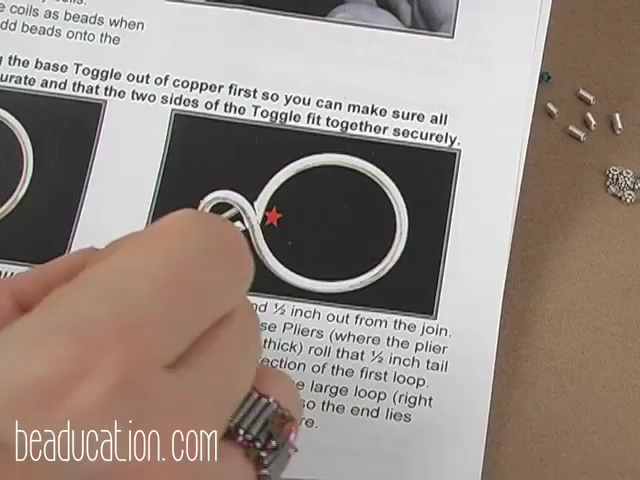 coils as beads when
dd beads onto the
the base Toggle out of copper first so you can make sure all
urate and that the two sides of the Toggle fit together securely.
nd ½ inch out from the join.
se Pliers (where the plier
thick) roll that ½ inch tail
ection of the first loop.
e large loop (right
so the end lies
re.
beaducation.com